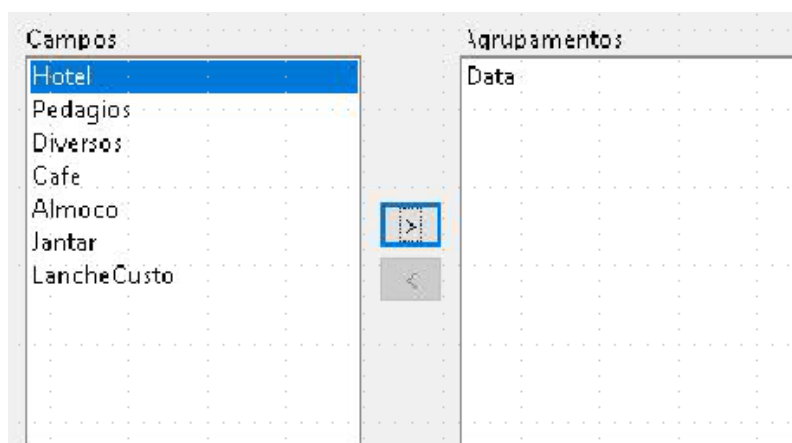 Campos
Agrupamentos
Hotel
Data
Pedagios
Diversos
Cafe
Almoco
>
Jantar
LancheCusto
<